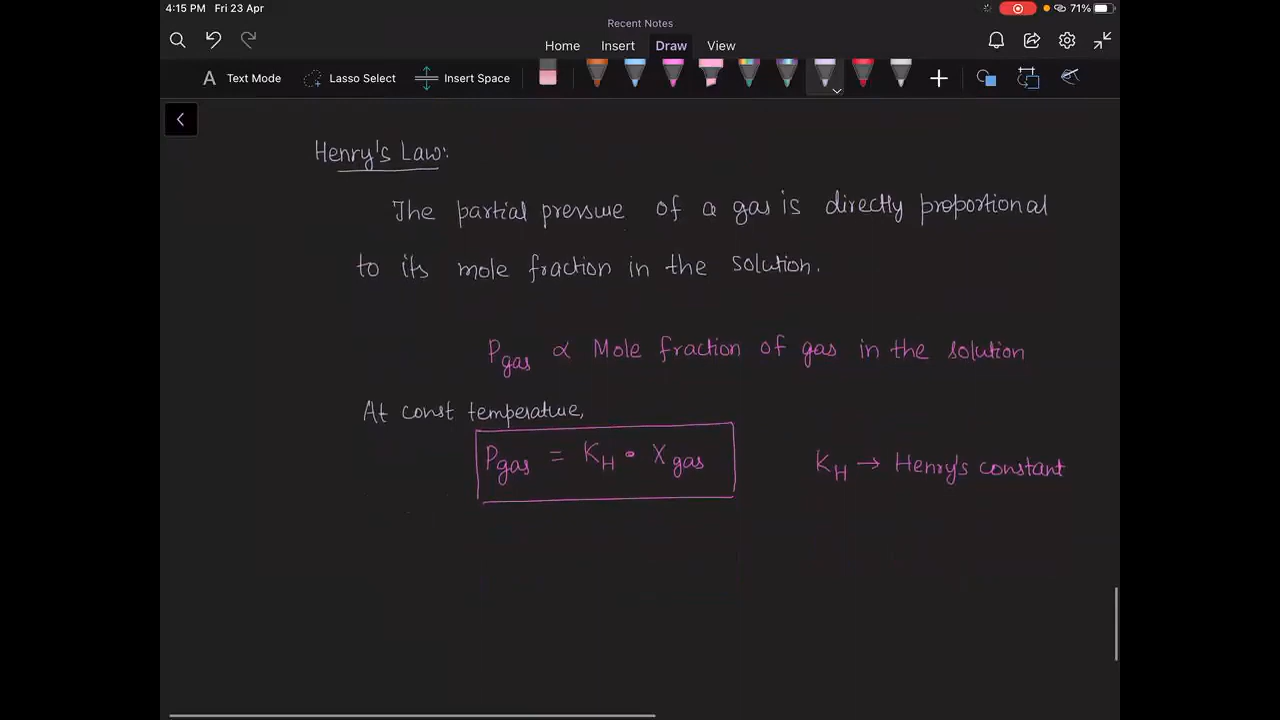 4:15 PM Fri 23 Apr
71%
Recent Notes
Home Insert Draw View
A Text Mode Lasso Select Insert Space
Henry's Law:
The partial pressure of a gas is directly proportional
to its mole fraction in the solution.
Pgas ∝ Mole fraction of gas in the solution
At const temperature,
Pgas = KH • Xgas KH → Henry's constant